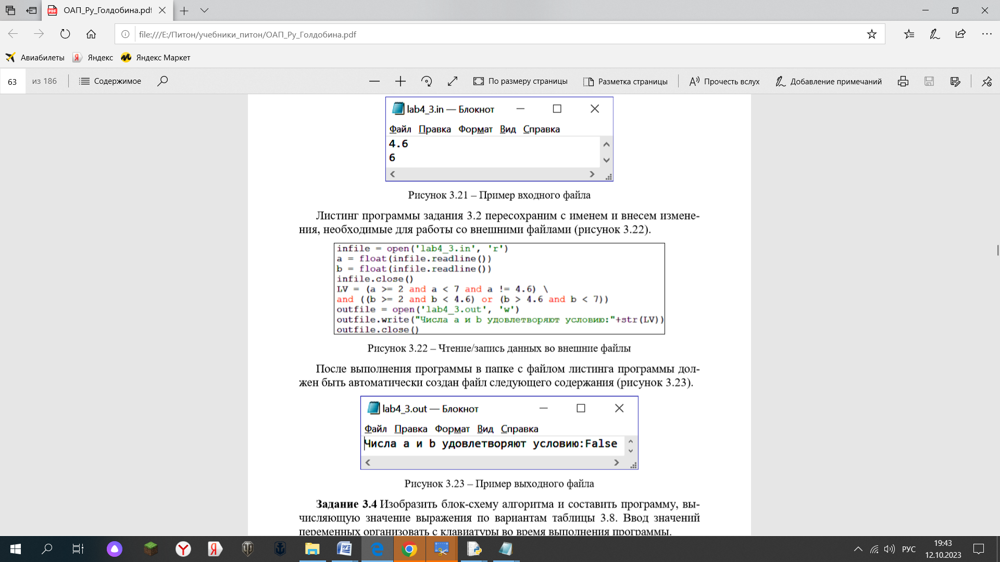 ОАП_Ру_Голдобина.pdf
file:///E:/Питон/учебники_питон/ОАП_Ру_Голдобина.pdf
Авиабилеты Я Яндекс Яндекс Маркет
63 из 186 Содержимое По размеру страницы Разметка страницы Прочесть вслух Добавление примечаний
lab4_3.in — Блокнот
Файл Правка Формат Вид Справка
4.6
6
Рисунок 3.21 – Пример входного файла
Листинг программы задания 3.2 пересохраним с именем и внесем измене-
ния, необходимые для работы со внешними файлами (рисунок 3.22).
infile = open('lab4_3.in', 'r')
a = float(infile.readline())
b = float(infile.readline())
infile.close()
LV = (a >= 2 and a < 7 and a != 4.6) \
and ((b >= 2 and b < 4.6) or (b > 4.6 and b < 7))
outfile = open('lab4_3.out', 'w')
outfile.write("Числа a и b удовлетворяют условию:"+str(LV))
outfile.close()
Рисунок 3.22 – Чтение/запись данных во внешние файлы
После выполнения программы в папке с файлом листинга программы дол-
жен быть автоматически создан файл следующего содержания (рисунок 3.23).
lab4_3.out — Блокнот
Файл Правка Формат Вид Справка
Числа a и b удовлетворяют условию:False
Рисунок 3.23 – Пример выходного файла
Задание 3.4 Изобразить блок-схему алгоритма и составить программу, вы-
числяющую значение выражения по вариантам таблицы 3.8. Ввод значений
переменных организовать с клавиатуры во время выполнения программы.
РУС 19:43
12.10.2023